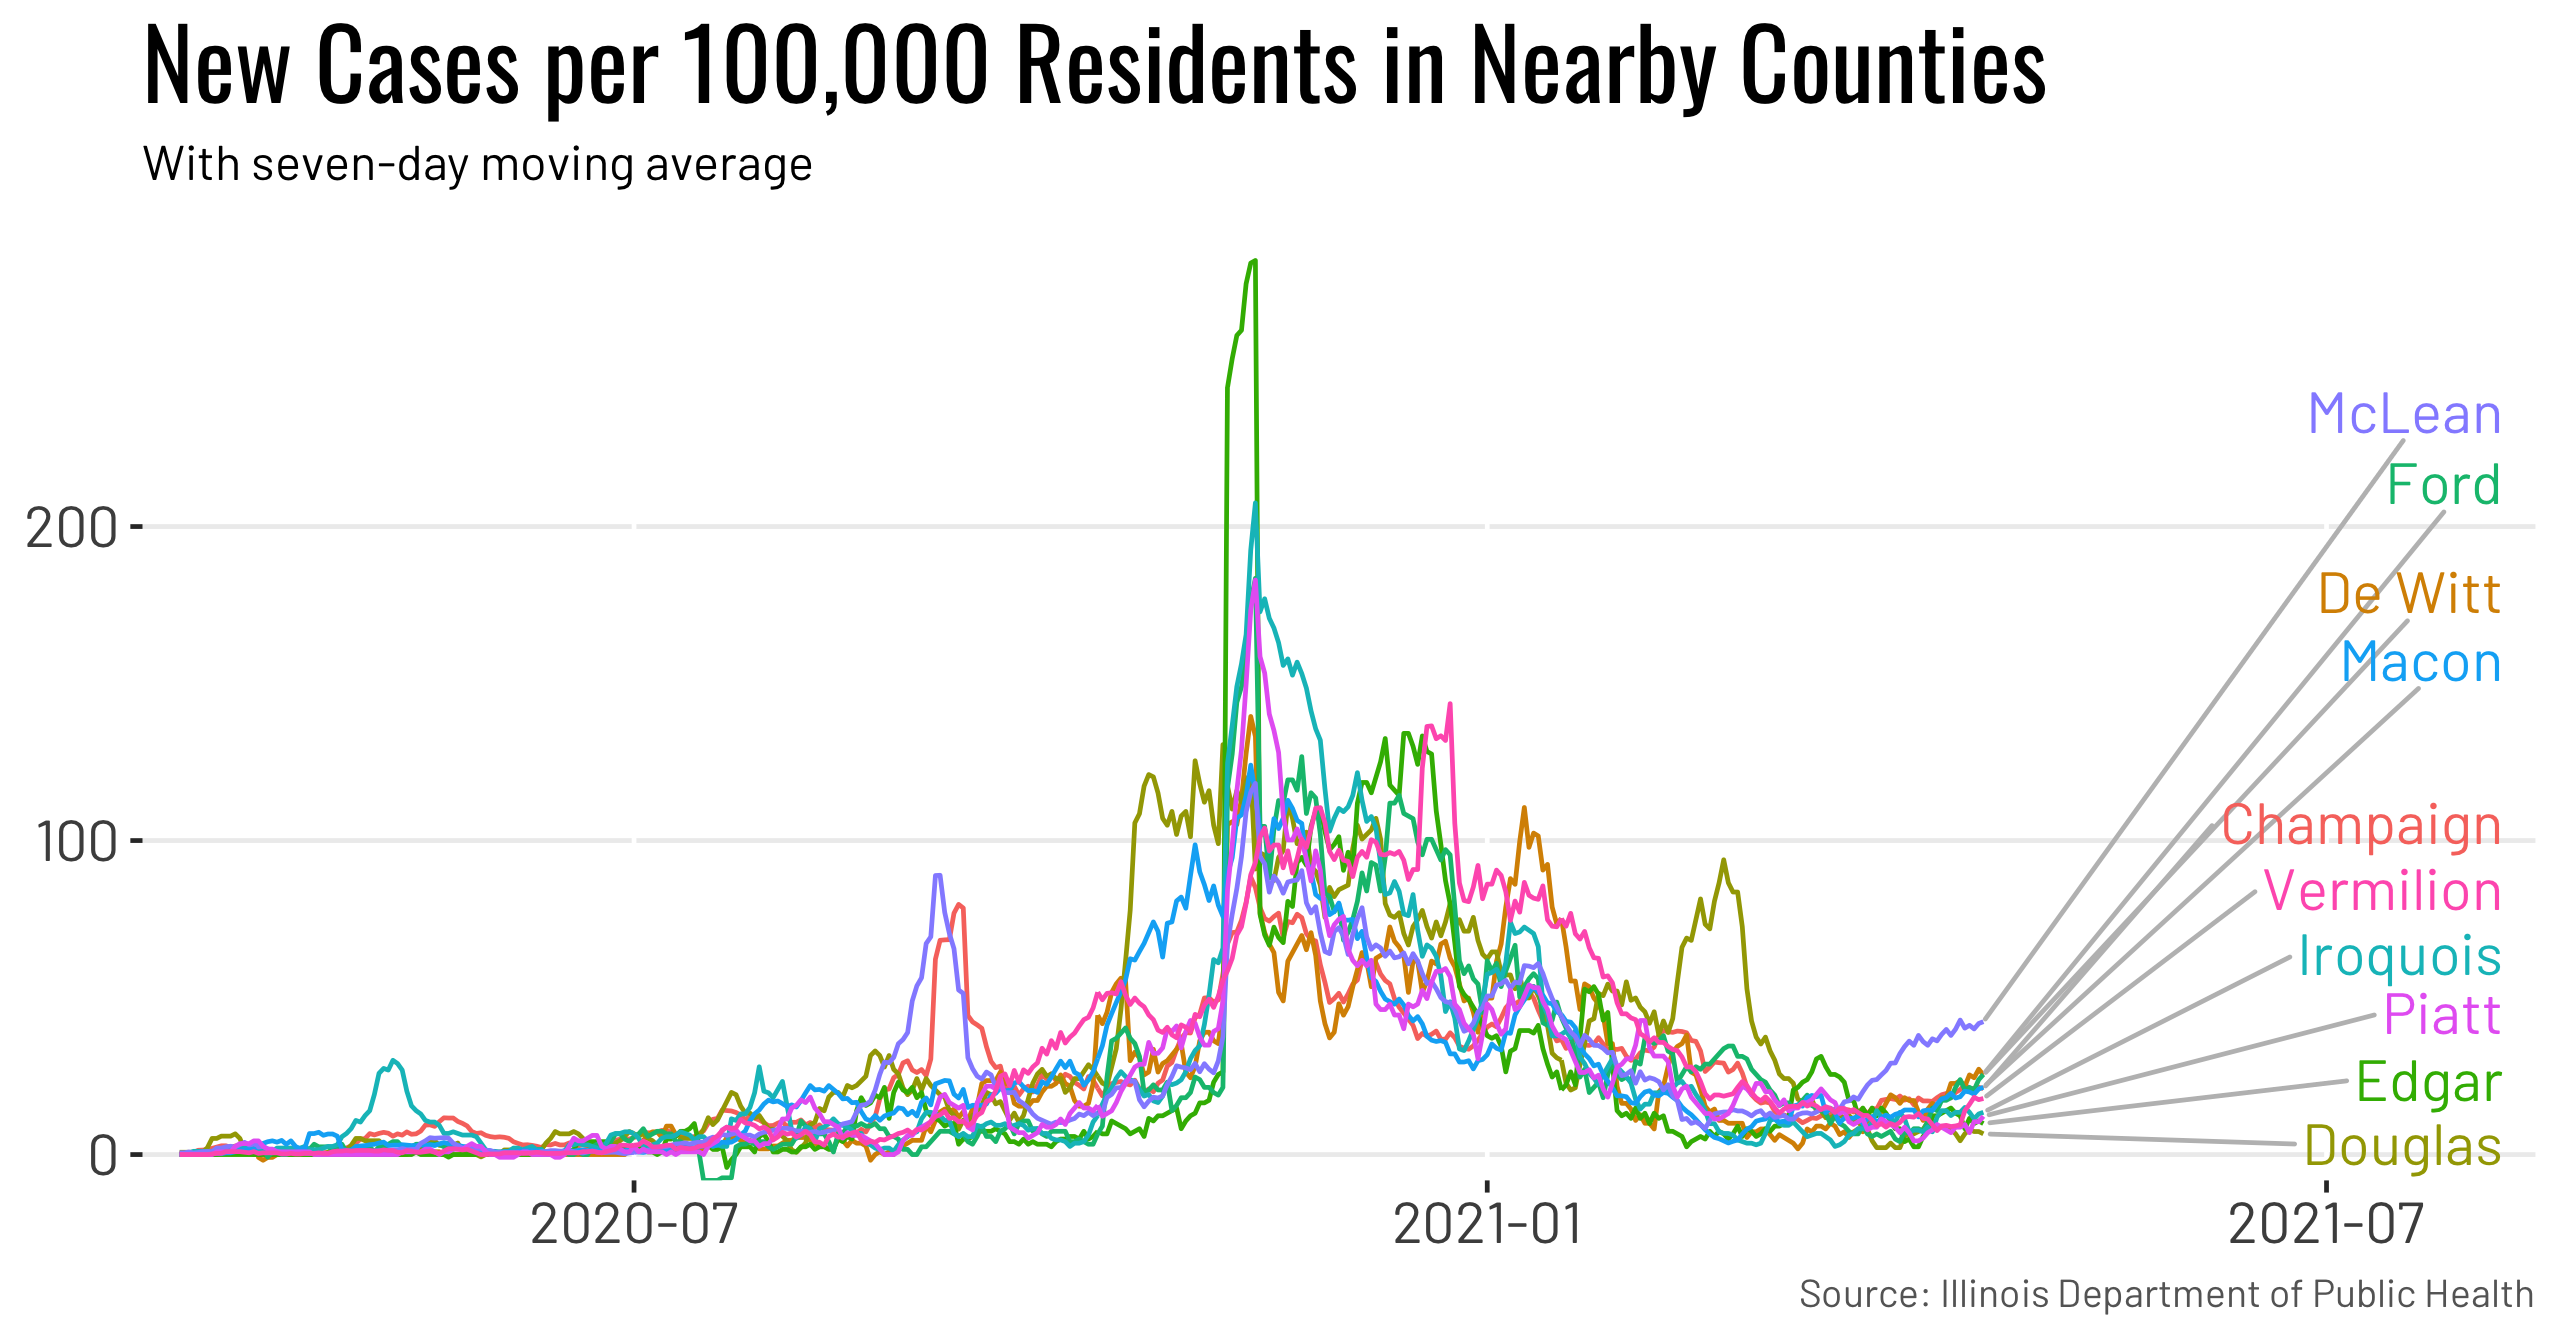 New Cases per 100,000 Residents in Nearby Counties
With seven-day moving average
McLean
Ford
200
De Witt
Macon
Champaign
100
Vermilion
Iroquois
Piatt
Edgar
Douglas
0
2020-07
2021-01
2021-07
Source: Illinois Department of Public Health